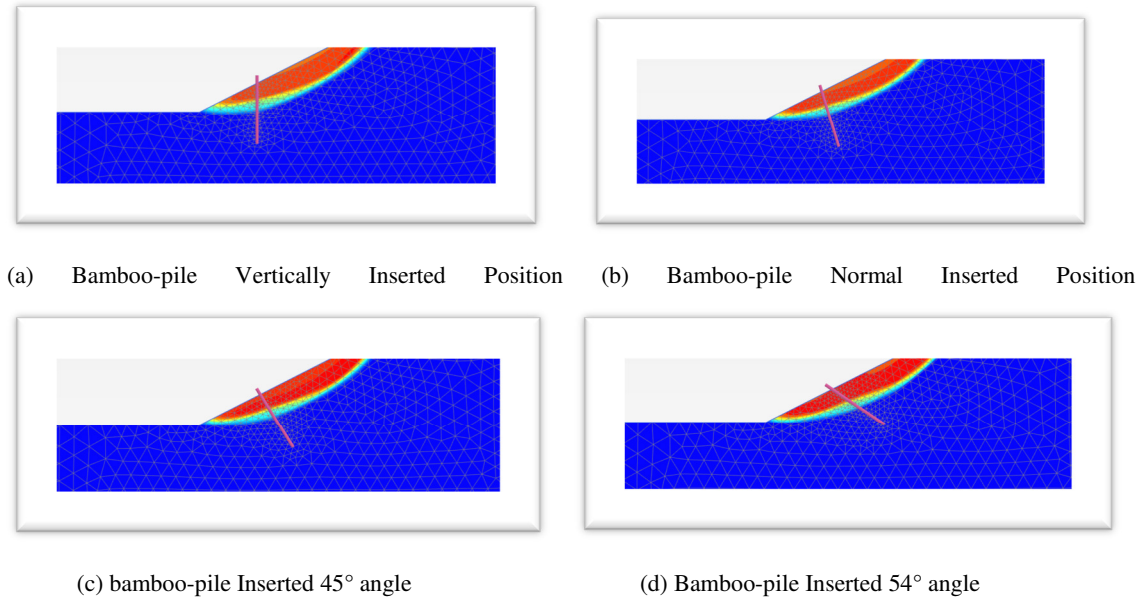 (a) Bamboo-pile Vertically Inserted Position
(b) Bamboo-pile Normal Inserted Position
(c) bamboo-pile Inserted 45° angle
(d) Bamboo-pile Inserted 54° angle